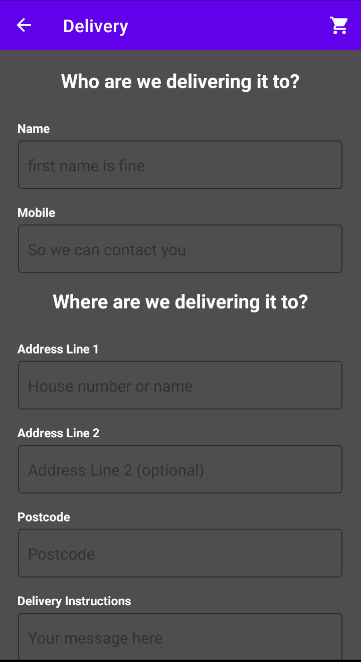 Delivery
Who are we delivering it to?
Name
first name is fine
Mobile
So we can contact you
Where are we delivering it to?
Address Line 1
House number or name
Address Line 2
Address Line 2 (optional)
Postcode
Postcode
Delivery Instructions
Your message here